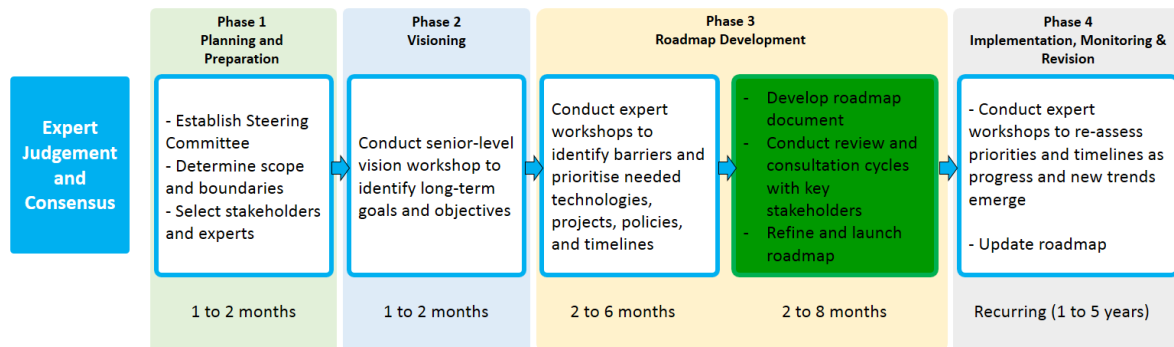 Phase 1
Planning and
Preparation
Phase 2
Visioning
Phase 3
Roadmap Development
Phase 4
Implementation, Monitoring &
Revision
Expert
Judgement
and
Consensus
- Establish Steering
Committee
- Determine scope
and boundaries
- Select stakeholders
and experts
Conduct senior-level
vision workshop to
identify long-term
goals and objectives
Conduct expert
workshops to
identify barriers and
prioritise needed
technologies,
projects, policies,
and timelines
- Develop roadmap
document
- Conduct review and
consultation cycles
with key
stakeholders
- Refine and launch
roadmap
- Conduct expert
workshops to re-assess
priorities and timelines as
progress and new trends
emerge
- Update roadmap
1 to 2 months
1 to 2 months
2 to 6 months
2 to 8 months
Recurring (1 to 5 years)